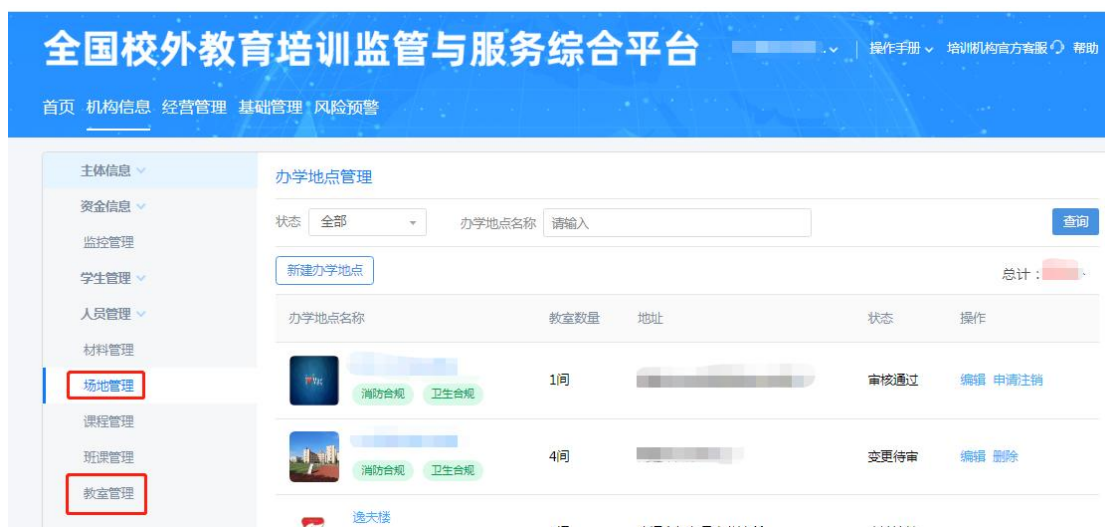 全国校外教育培训监管与服务综合平台
操作手册 培训机构官方客服 帮助
首页 机构信息 经营管理 基础管理 风险预警
主体信息
资金信息
监控管理
学生管理
人员管理
材料管理
场地管理
课程管理
班课管理
教室管理
办学地点管理
状态 全部 办学地点名称 请输入 查询
新建办学地点 总计：
办学地点名称 教室数量 地址 状态 操作
消防合规 卫生合规 1间 审核通过 编辑 申请注销
消防合规 卫生合规 4间 变更待审 编辑 删除
逸夫楼